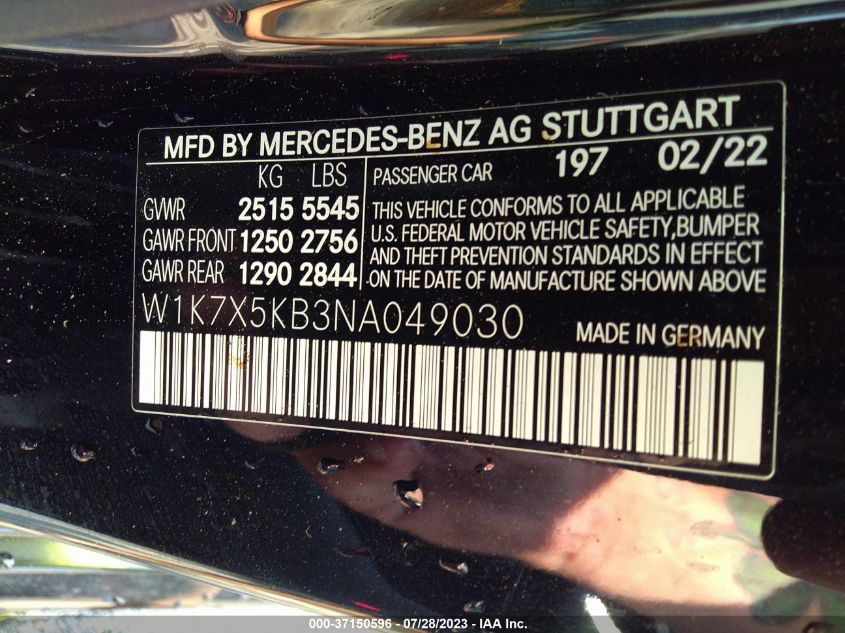 MFD BY MERCEDES-BENZ AG STUTTGART
KG LBS
GVWR 2515 5545
GAWR FRONT 1250 2756
GAWR REAR 1290 2844
PASSENGER CAR 197 02/22
THIS VEHICLE CONFORMS TO ALL APPLICABLE
U.S. FEDERAL MOTOR VEHICLE SAFETY, BUMPER
AND THEFT PREVENTION STANDARDS IN EFFECT
ON THE DATE OF MANUFACTURE SHOWN ABOVE
W1K7X5KB3NA049030
MADE IN GERMANY
000-37150596 - 07/28/2023 - IAA Inc.